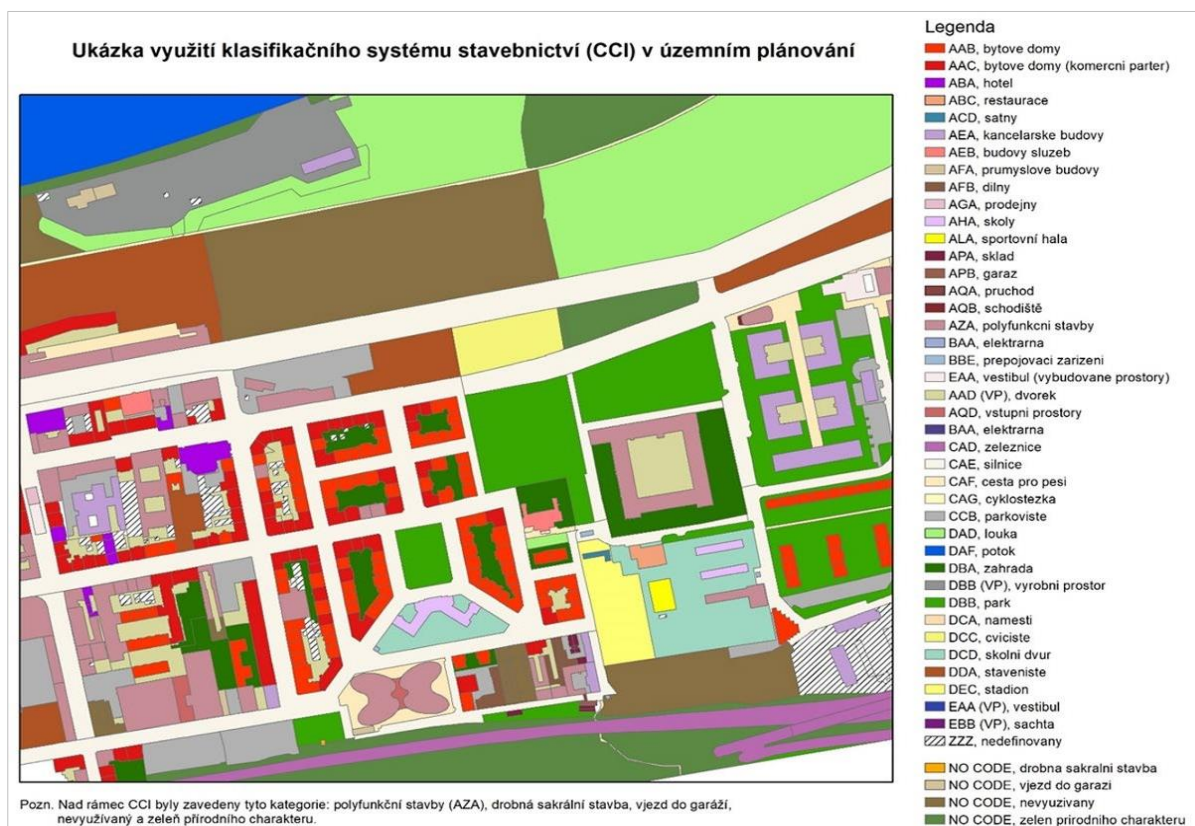 Ukázka využití klasifikačního systému stavebnictví (CCI) v územním plánování
Legenda
AAB, bytove domy
AAC, bytove domy (komercni parter)
ABA, hotel
ABC, restaurace
ACD, satny
AEA, kancelarske budovy
AEB, budovy sluzeb
AFA, prumyslove budovy
AFB, dilny
AGA, prodejny
AHA, skoly
ALA, sportovní hala
APA, sklad
APB, garaz
AQA, pruchod
AQB, schodiště
AZA, polyfunkcni stavby
BAA, elektrarna
BBE, prepojovaci zarizeni
EAA, vestibul (vybudovane prostory)
AAD (VP), dvorek
AQD, vstupni prostory
BAA, elektrarna
CAD, zeleznice
CAE, silnice
CAF, cesta pro pesi
CAG, cyklostezka
CCB, parkoviste
DAD, louka
DAF, potok
DBA, zahrada
DBB (VP), vyrobni prostor
DBB, park
DCA, namesti
DCC, cviciste
DCD, skolni dvur
DDA, staveniste
DEC, stadion
EAA (VP), vestibul
EBB (VP), sachta
ZZZ, nedefinovany
NO CODE, drobna sakralni stavba
NO CODE, vjezd do garazi
NO CODE, nevyuzivany
NO CODE, zelen prirodniho charakteru
Pozn. Nad rámec CCI byly zavedeny tyto kategorie: polyfunkční stavby (AZA), drobná sakrální stavba, vjezd do garáží,
nevyužívaný a zeleň přírodního charakteru.